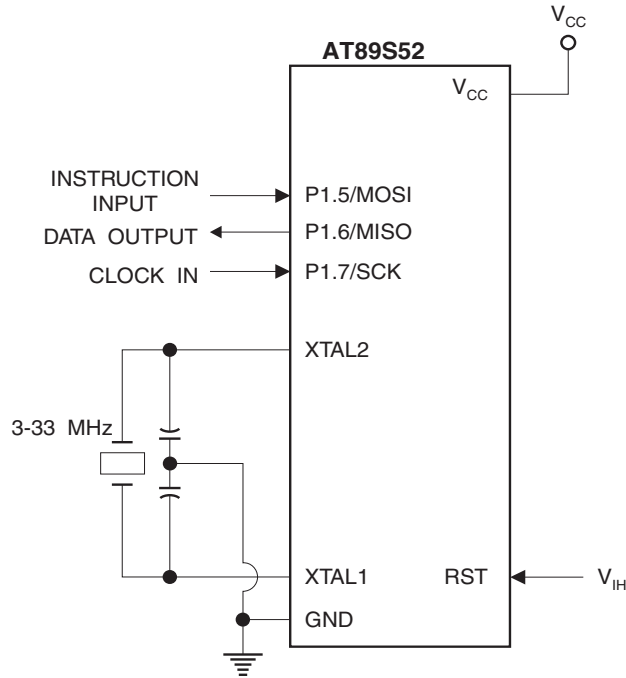 V_CC
AT89S52
V_CC
INSTRUCTION
INPUT
P1.5/MOSI
DATA OUTPUT
P1.6/MISO
CLOCK IN
P1.7/SCK
XTAL2
3-33 MHz
XTAL1
RST
V_IH
GND